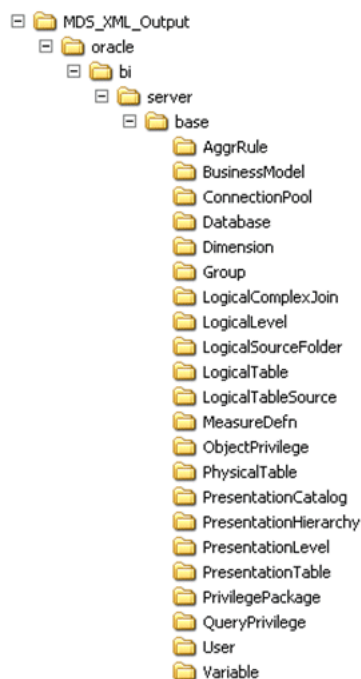 MDS_XML_Output
oracle
bi
server
base
AggrRule
BusinessModel
ConnectionPool
Database
Dimension
Group
LogicalComplexJoin
LogicalLevel
LogicalSourceFolder
LogicalTable
LogicalTableSource
MeasureDefn
ObjectPrivilege
PhysicalTable
PresentationCatalog
PresentationHierarchy
PresentationLevel
PresentationTable
PrivilegePackage
QueryPrivilege
User
Variable